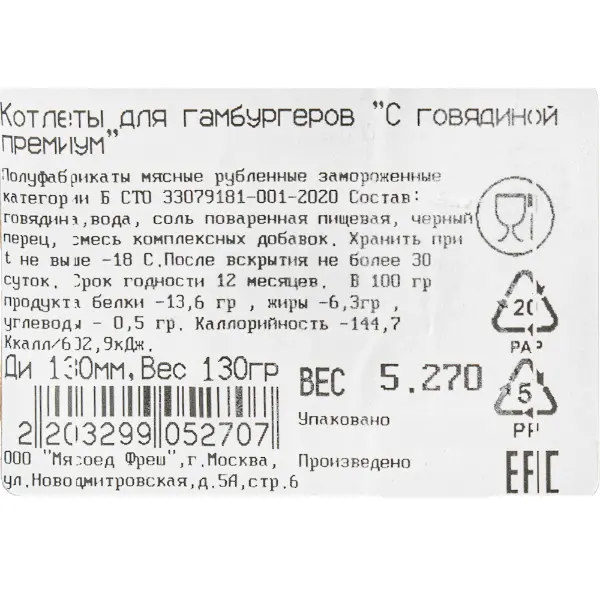 Котлеты для гамбургеров "С говядиной
премиум"
Полуфабрикаты мясные рубленные замороженные
категории Б СТО 33079181-001-2020 Состав:
говядина,вода, соль поваренная пищевая, черный
перец, смесь комплексных добавок. Хранить при
t не выше -18 С.После вскрытия не более 30
суток. Срок годности 12 месяцев. В 100 гр
продукта белки -13,6 гр , жиры -6,3гр ,
углеводы - 0,5 гр. Каллорийность -144,7
Ккалл/602,9кДж.
Ди 130мм,Вес 130гр
ВЕС 5.270
2 203299 052707
Упаковано
Произведено
ООО "Мясоед Фреш",г.Москва,
ул.Новодмитровская,д.5А,стр.6
20
PAP
5
PP
EAC